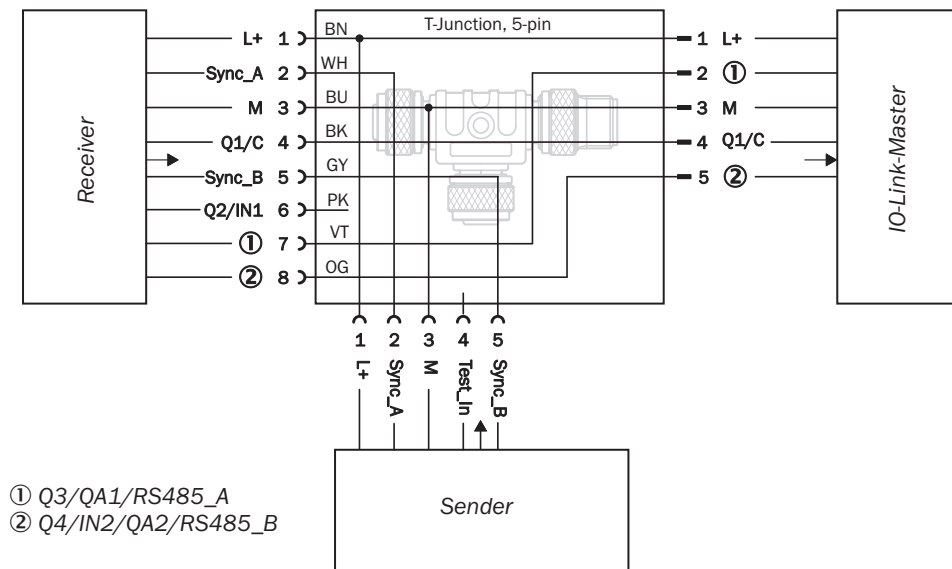 T-Junction, 5-pin
L+ 1 BN 1 L+
Sync_A 2 WH 2 ①
M 3 BU 3 M
Q1/C 4 BK 4 Q1/C
Sync_B 5 GY 5 ②
Q2/IN1 6 PK
① 7 VT
② 8 OG
Receiver
IO-Link-Master
1 2 3 4 5
L+ Sync_A M Test_In Sync_B
Sender
① Q3/QA1/RS485_A
② Q4/IN2/QA2/RS485_B